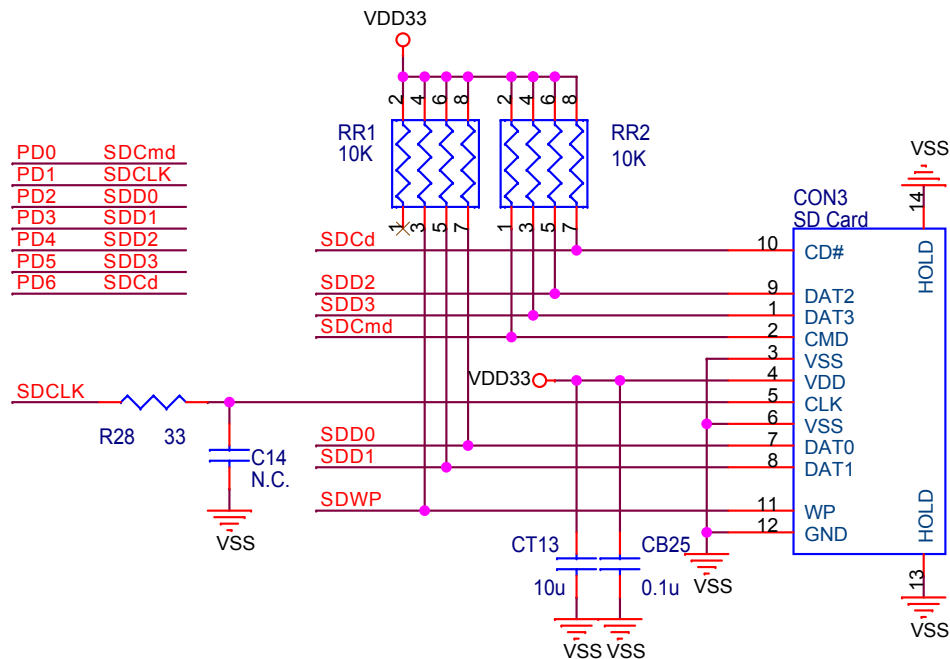 VDD33
2 4 6 8
2 4 6 8
RR1
10K
RR2
10K
1 3 5 7
1 3 5 7
PD0 SDCmd
PD1 SDCLK
PD2 SDD0
PD3 SDD1
PD4 SDD2
PD5 SDD3
PD6 SDCd
VSS
14
CON3
SD Card
HOLD
SDCd 10 CD#
SDD2 9 DAT2
SDD3 1 DAT3
SDCmd 2 CMD
3 VSS
VDD33 4 VDD
SDCLK 5 CLK
R28 33
6 VSS
SDD0 7 DAT0
SDD1 8 DAT1
C14
N.C.
VSS
SDWP 11 WP
12 GND
HOLD
CT13
10u
CB25
0.1u
VSS
VSS
VSS
13
VSS